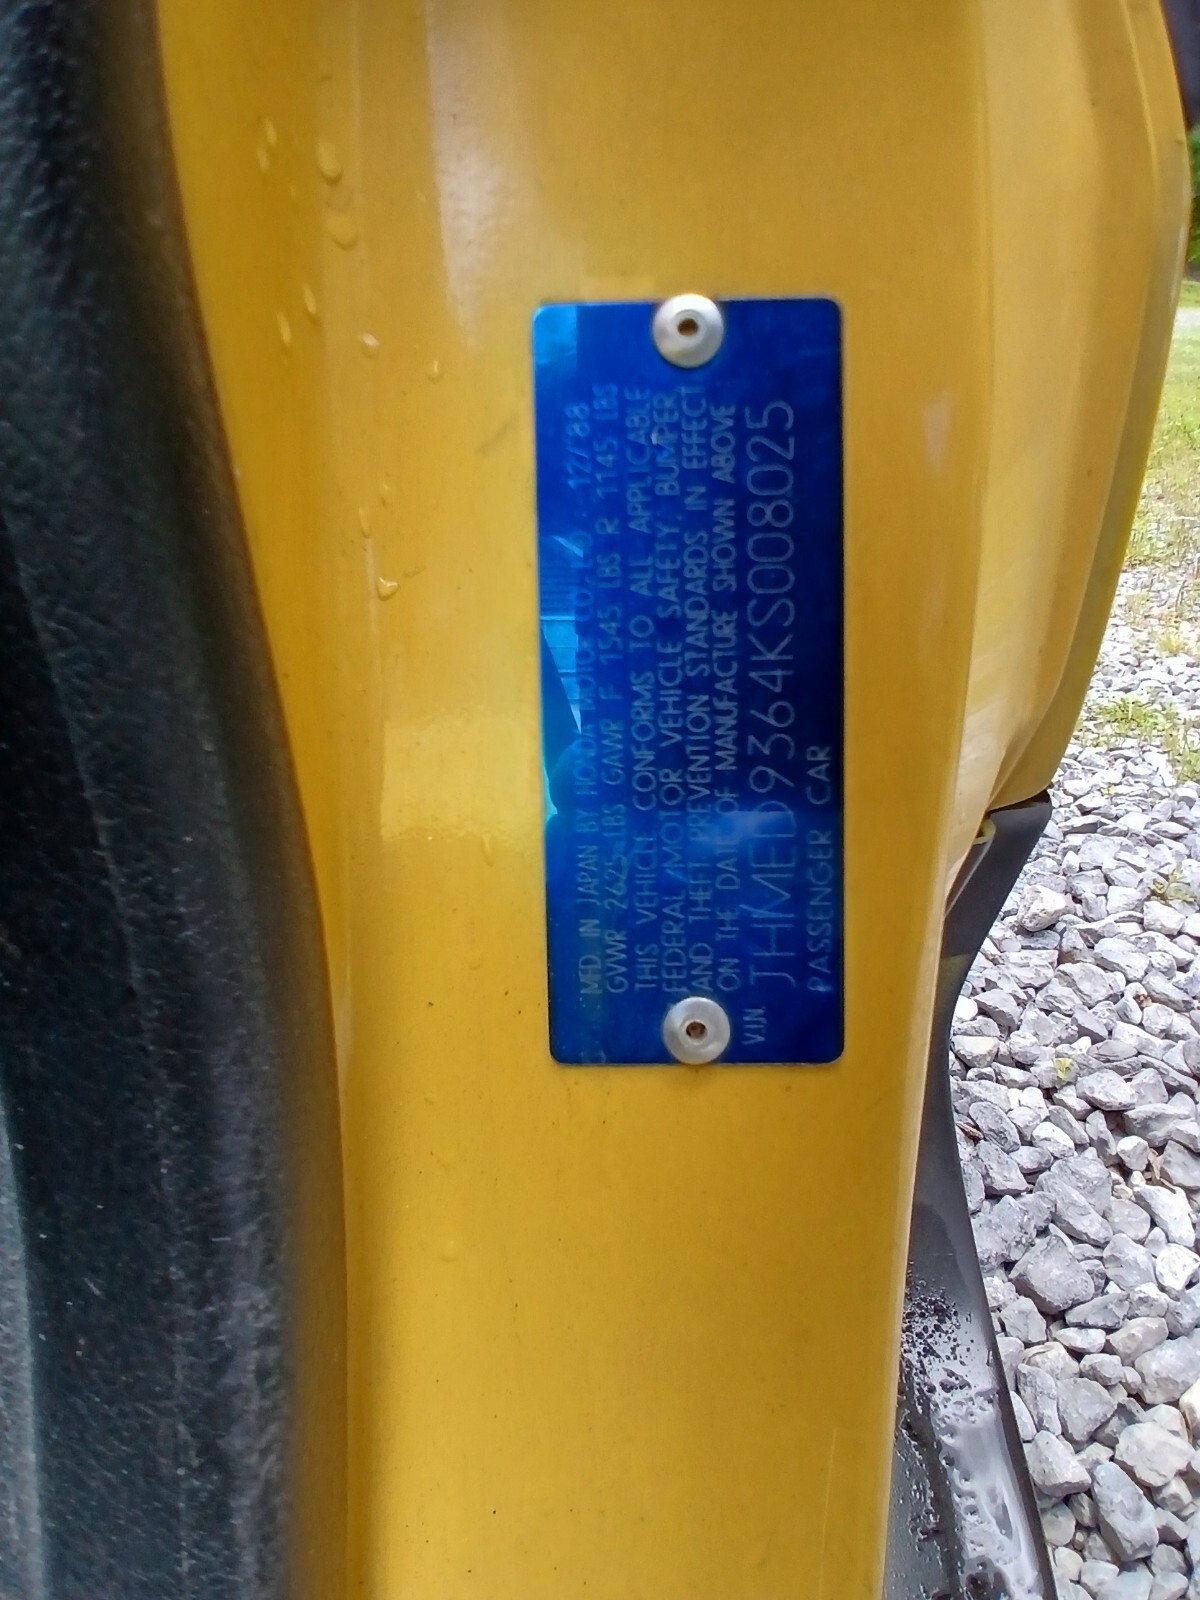 MFD. IN JAPAN BY HONDA MOTOR CO., LTD. 12/88
GVWR 2625 LBS GAWR F 1545 LBS R 1145 LBS
THIS VEHICLE CONFORMS TO ALL APPLICABLE
FEDERAL MOTOR VEHICLE SAFETY, BUMPER
AND THEFT PREVENTION STANDARDS IN EFFECT
ON THE DATE OF MANUFACTURE SHOWN ABOVE
V.I.N. JHMED9364KS008025
PASSENGER CAR